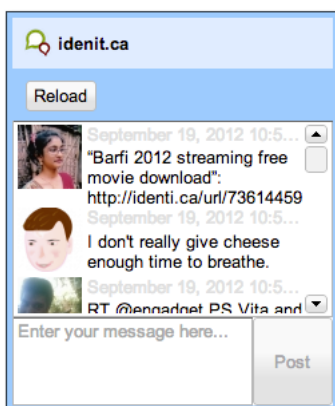 idenit.ca
Reload
September 19, 2012 10:5...
“Barfi 2012 streaming free
movie download”:
http://identi.ca/url/73614459
September 19, 2012 10:5...
I don't really give cheese
enough time to breathe.
September 19, 2012 10:5...
RT @engadget PS Vita and
Enter your message here...
Post